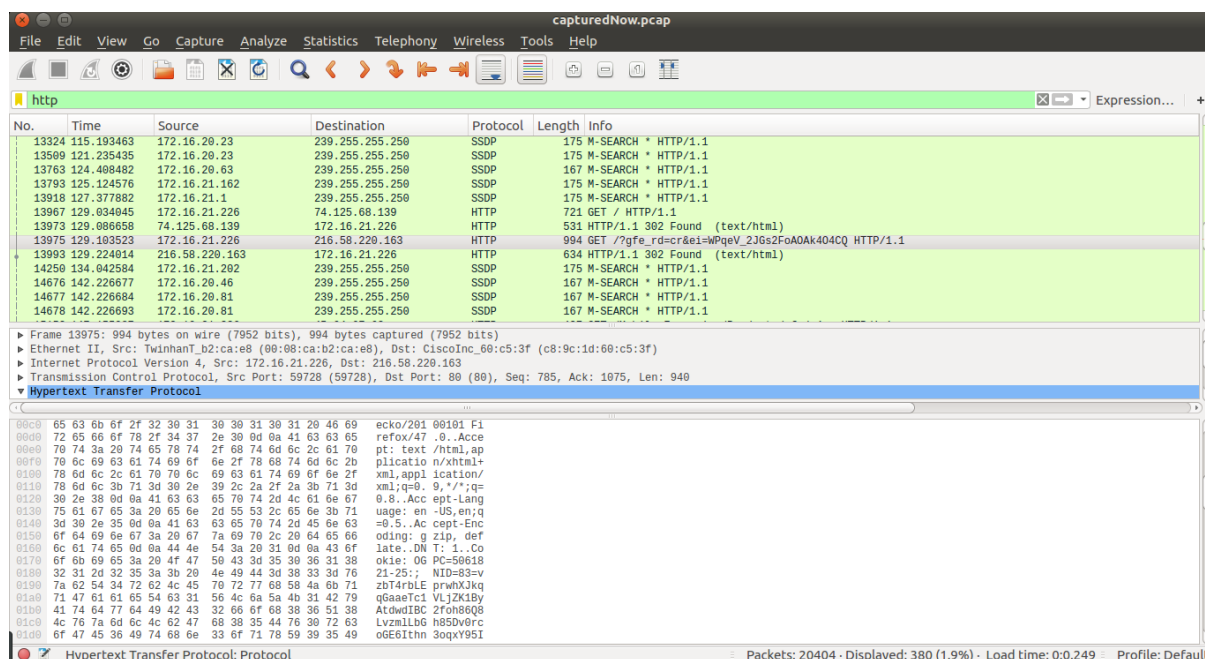 capturedNow.pcap
File Edit View Go Capture Analyze Statistics Telephony Wireless Tools Help
http Expression… +
No. Time Source Destination Protocol Length Info
13324 115.193463 172.16.20.23 239.255.255.250 SSDP 175 M-SEARCH * HTTP/1.1
13509 121.235435 172.16.20.23 239.255.255.250 SSDP 175 M-SEARCH * HTTP/1.1
13763 124.408482 172.16.20.63 239.255.255.250 SSDP 167 M-SEARCH * HTTP/1.1
13793 125.124576 172.16.21.162 239.255.255.250 SSDP 175 M-SEARCH * HTTP/1.1
13918 127.377882 172.16.21.1 239.255.255.250 SSDP 175 M-SEARCH * HTTP/1.1
13967 129.034045 172.16.21.226 74.125.68.139 HTTP 721 GET / HTTP/1.1
13973 129.086658 74.125.68.139 172.16.21.226 HTTP 531 HTTP/1.1 302 Found (text/html)
13975 129.103523 172.16.21.226 216.58.220.163 HTTP 994 GET /?gfe_rd=cr&ei=WPqeV_2JGs2FoAOAk4O4CQ HTTP/1.1
13993 129.224014 216.58.220.163 172.16.21.226 HTTP 634 HTTP/1.1 302 Found (text/html)
14250 134.042584 172.16.21.202 239.255.255.250 SSDP 175 M-SEARCH * HTTP/1.1
14676 142.226677 172.16.20.46 239.255.255.250 SSDP 167 M-SEARCH * HTTP/1.1
14677 142.226684 172.16.20.81 239.255.255.250 SSDP 167 M-SEARCH * HTTP/1.1
14678 142.226693 172.16.20.81 239.255.255.250 SSDP 167 M-SEARCH * HTTP/1.1
Frame 13975: 994 bytes on wire (7952 bits), 994 bytes captured (7952 bits)
Ethernet II, Src: TwinhanT_b2:ca:e8 (00:08:ca:b2:ca:e8), Dst: CiscoInc_60:c5:3f (c8:9c:1d:60:c5:3f)
Internet Protocol Version 4, Src: 172.16.21.226, Dst: 216.58.220.163
Transmission Control Protocol, Src Port: 59728 (59728), Dst Port: 80 (80), Seq: 785, Ack: 1075, Len: 940
Hypertext Transfer Protocol
00c0 65 63 6b 6f 2f 32 30 31 30 30 31 30 31 20 46 69 ecko/201 00101 Fi
00d0 72 65 66 6f 78 2f 34 37 2e 30 0d 0a 41 63 63 65 refox/47 .0..Acce
00e0 70 74 3a 20 74 65 78 74 2f 68 74 6d 6c 2c 61 70 pt: text /html,ap
00f0 70 6c 69 63 61 74 69 6f 6e 2f 78 68 74 6d 6c 2b plicatio n/xhtml+
0100 78 6d 6c 2c 61 70 70 6c 69 63 61 74 69 6f 6e 2f xml,appl ication/
0110 78 6d 6c 3b 71 3d 30 2e 39 2c 2a 2f 2a 3b 71 3d xml;q=0. 9,*/*;q=
0120 30 2e 38 0d 0a 41 63 63 65 70 74 2d 4c 61 6e 67 0.8..Acc ept-Lang
0130 75 61 67 65 3a 20 65 6e 2d 55 53 2c 65 6e 3b 71 uage: en -US,en;q
0140 3d 30 2e 35 0d 0a 41 63 63 65 70 74 2d 45 6e 63 =0.5..Ac cept-Enc
0150 6f 64 69 6e 67 3a 20 67 7a 69 70 2c 20 64 65 66 oding: g zip, def
0160 6c 61 74 65 0d 0a 44 4e 54 3a 20 31 0d 0a 43 6f late..DN T: 1..Co
0170 6f 6b 69 65 3a 20 4f 47 50 43 3d 35 30 36 31 38 okie: OG PC=50618
0180 32 31 2d 32 35 3a 3b 20 4e 49 44 3d 38 33 3d 76 21-25:; NID=83=v
0190 7a 62 54 34 72 62 4c 45 70 72 77 68 58 4a 6b 71 zbT4rbLE prwhXJkq
01a0 71 47 61 61 65 54 63 31 56 4c 6a 5a 4b 31 42 79 qGaaeTc1 VLjZK1By
01b0 41 74 64 77 64 49 42 43 32 66 6f 68 38 36 51 38 AtdwdIBC 2foh86Q8
01c0 4c 76 7a 6d 6c 4c 62 47 68 38 35 44 76 30 72 63 LvzmlLbG h85Dv0rc
01d0 6f 47 45 36 49 74 68 6e 33 6f 71 78 59 39 35 49 oGE6Ithn 3oqxY95I
Hypertext Transfer Protocol: Protocol Packets: 20404 · Displayed: 380 (1.9%) · Load time: 0:0.249 Profile: Default